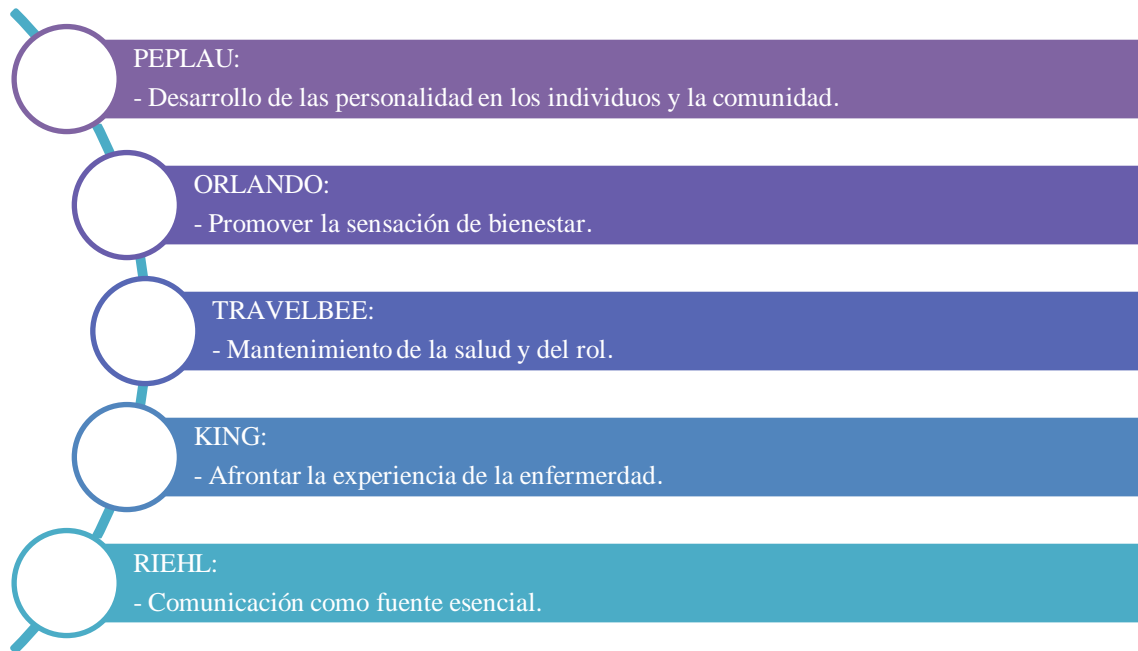 PEPLAU:
- Desarrollo de las personalidad en los individuos y la comunidad.
ORLANDO:
- Promover la sensación de bienestar.
TRAVELBEE:
- Mantenimiento de la salud y del rol.
KING:
- Afrontar la experiencia de la enfermerdad.
RIEHL:
- Comunicación como fuente esencial.